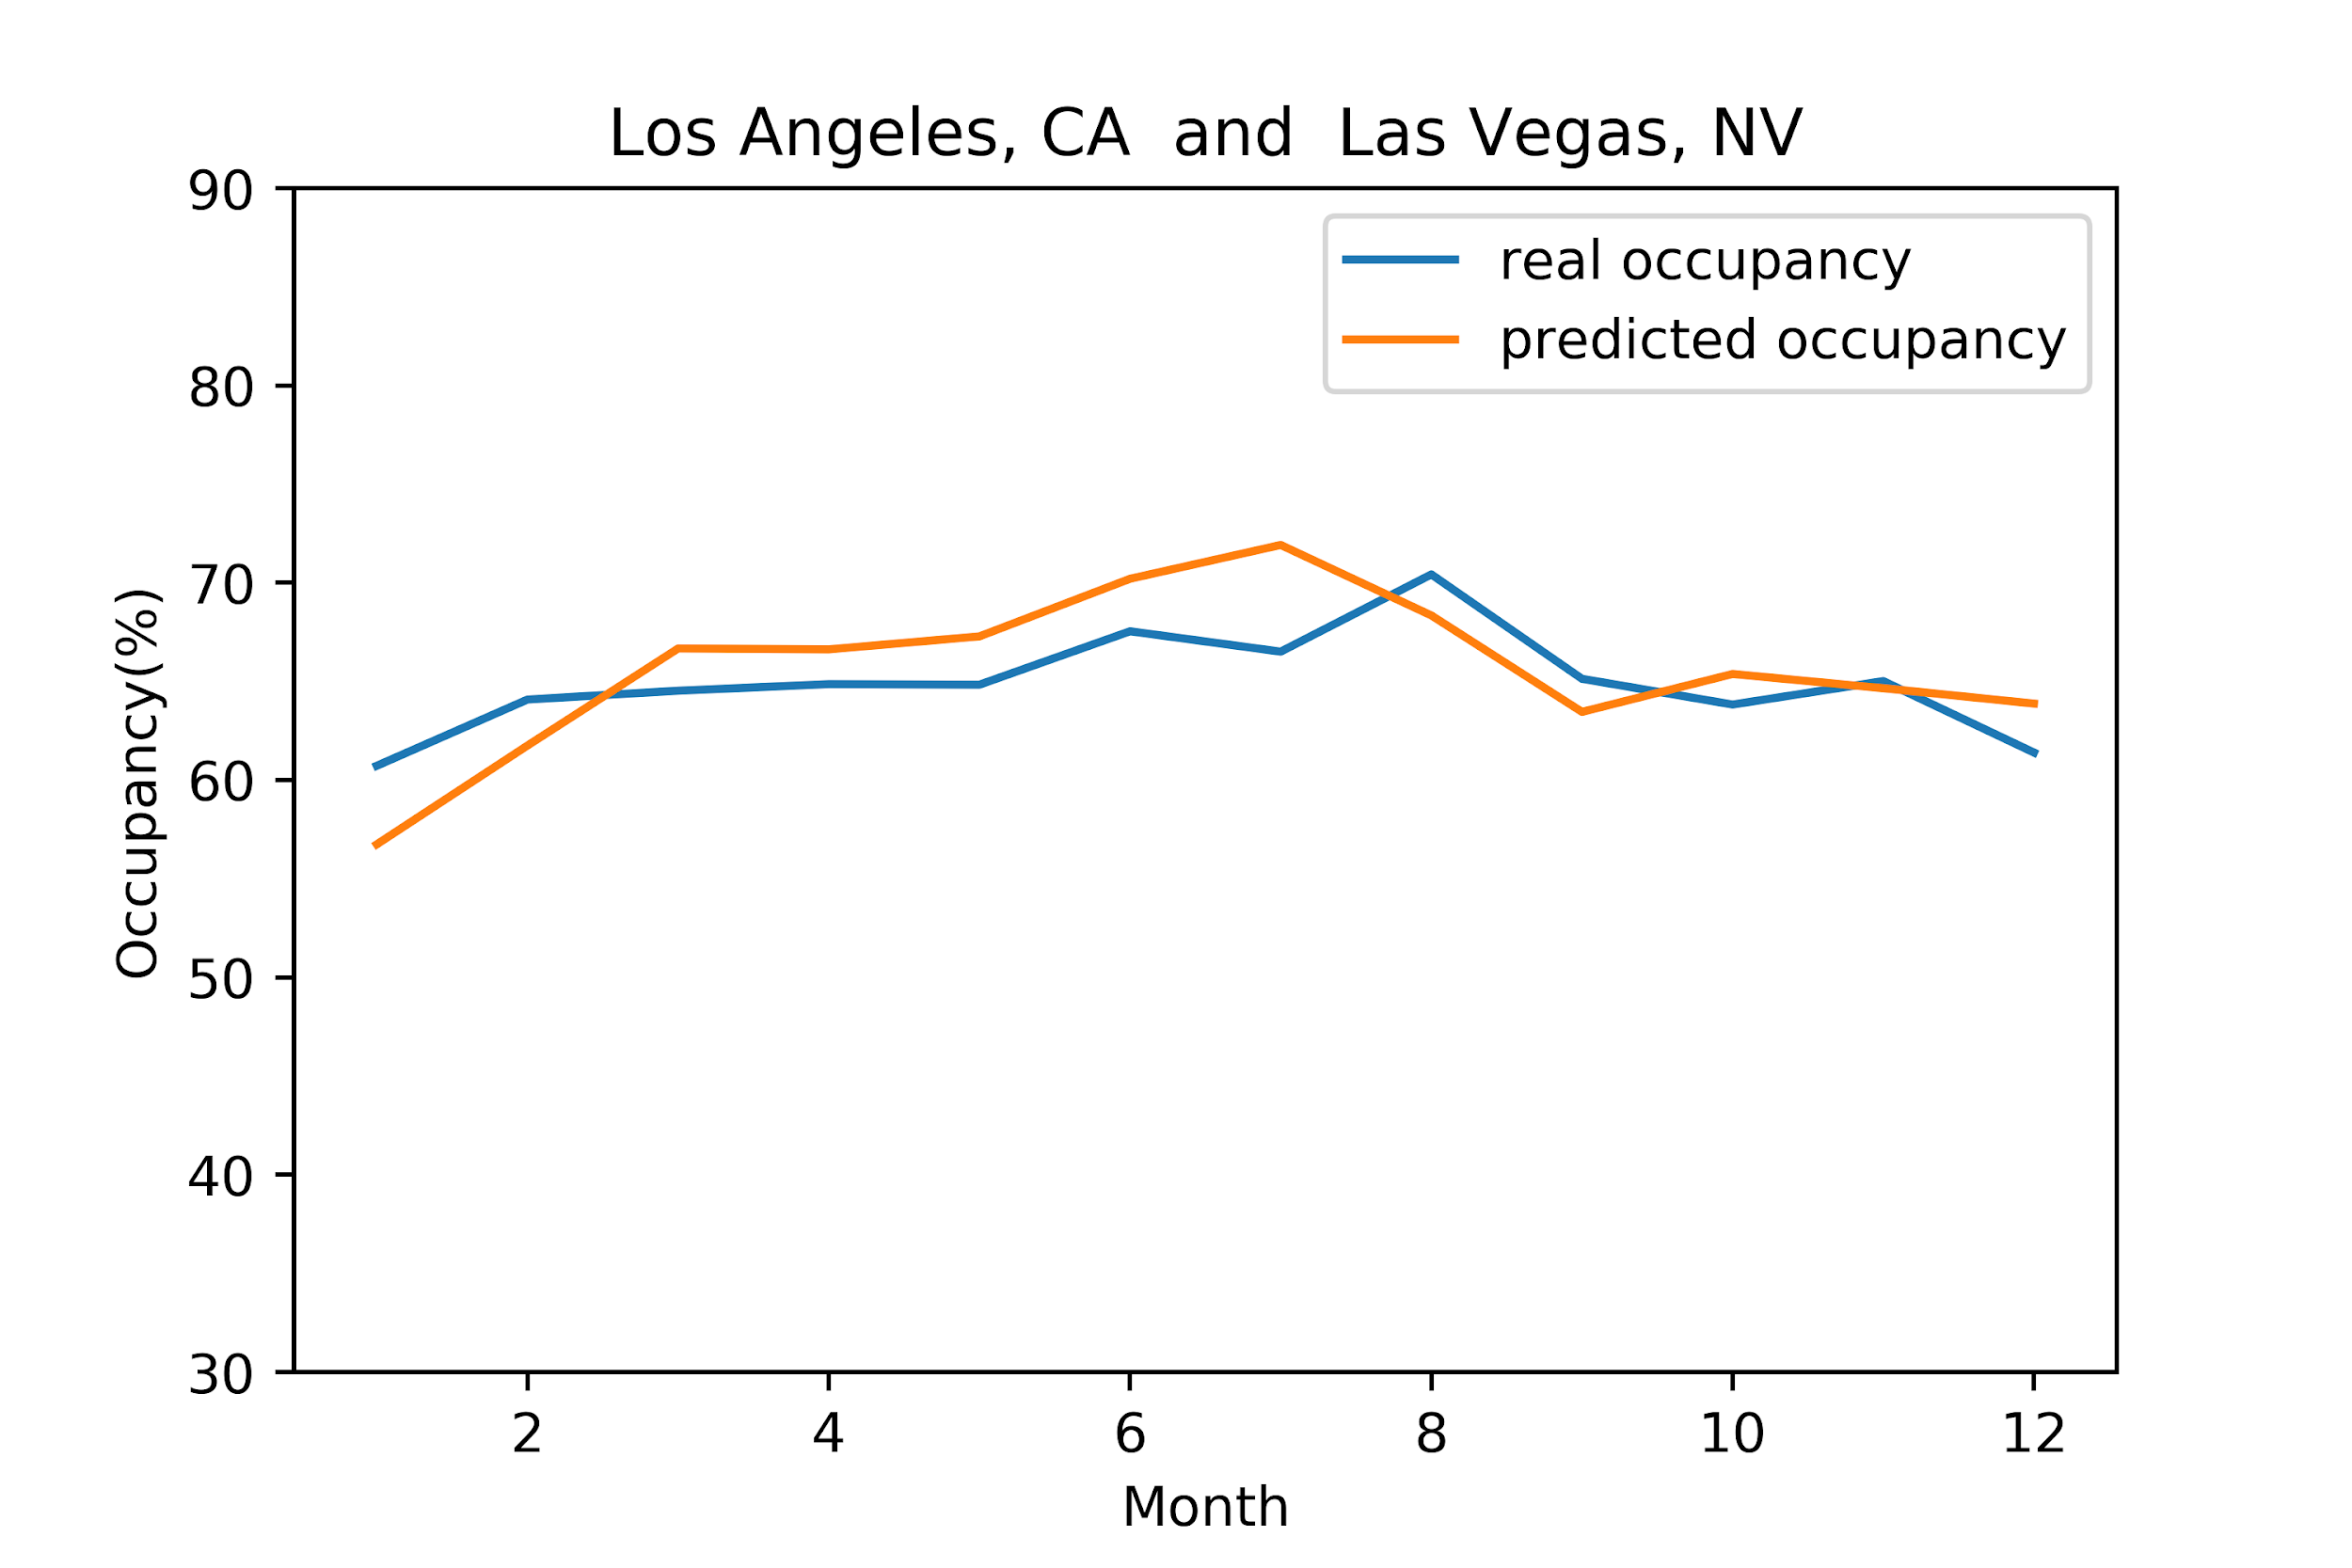 Los Angeles, CA and Las Vegas, NV
real occupancy
predicted occupancy
90
80
70
60
50
40
30
Occupancy(%)
2 4 6 8 10 12
Month